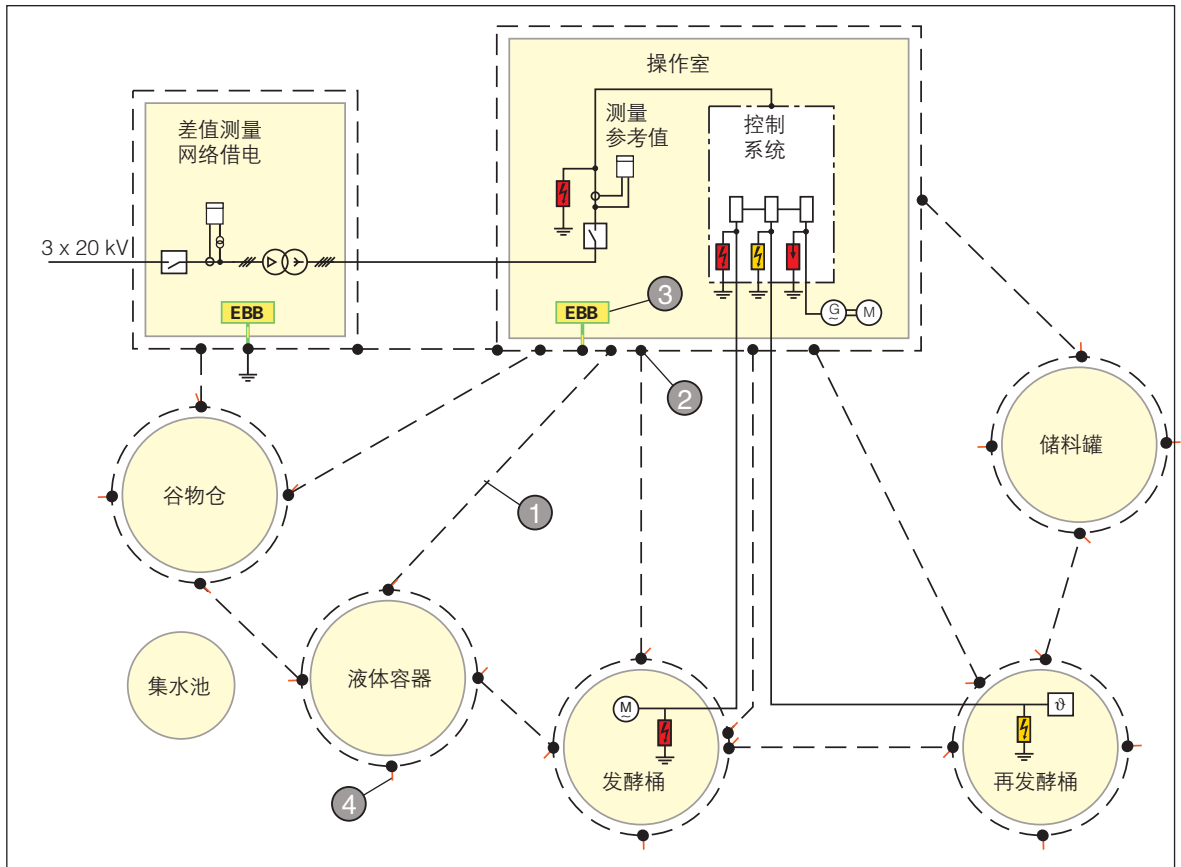 操作室
差值测量
网络借电
测量
参考值
控制
系统
3 x 20 kV
EBB
EBB
3
G
~
M
2
谷物仓
1
储料罐
集水池
液体容器
4
M
~
发酵桶
ϑ
再发酵桶